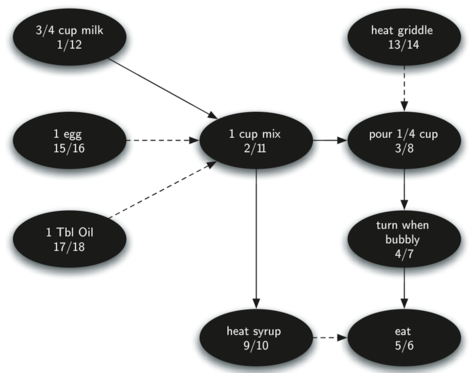 3/4 cup milk
1/12
heat griddle
13/14
1 egg
15/16
1 cup mix
2/11
pour 1/4 cup
3/8
1 Tbl Oil
17/18
turn when
bubbly
4/7
heat syrup
9/10
eat
5/6